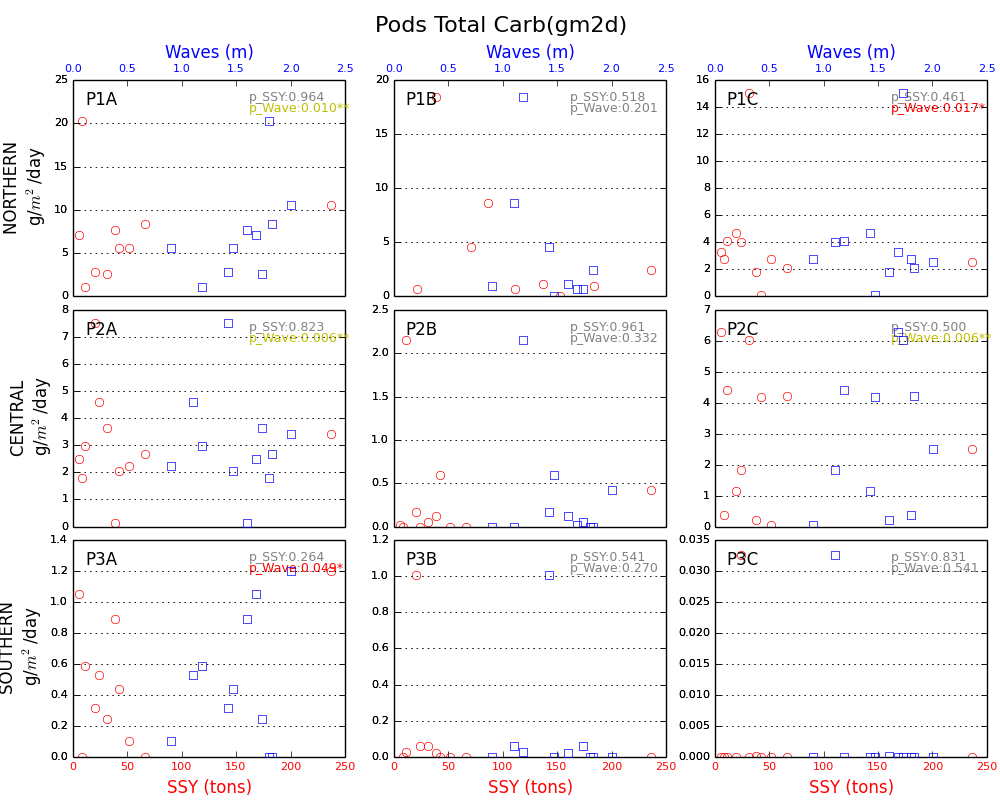 Pods Total Carb(gm2d)
Waves (m) Waves (m) Waves (m)
0.0 0.5 1.0 1.5 2.0 2.5 0.0 0.5 1.0 1.5 2.0 2.5 0.0 0.5 1.0 1.5 2.0 2.5
NORTHERN
g/m² /day
P1A
p_SSY:0.964
p_Wave:0.010**
25
20
15
10
5
0
P1B
p_SSY:0.518
p_Wave:0.201
20
15
10
5
0
P1C
p_SSY:0.461
p_Wave:0.017*
16
14
12
10
8
6
4
2
0
CENTRAL
g/m² /day
P2A
p_SSY:0.823
p_Wave:0.006**
8
7
6
5
4
3
2
1
0
P2B
p_SSY:0.961
p_Wave:0.332
2.5
2.0
1.5
1.0
0.5
0.0
P2C
p_SSY:0.500
p_Wave:0.006**
7
6
5
4
3
2
1
0
SOUTHERN
g/m² /day
P3A
p_SSY:0.264
p_Wave:0.049*
1.4
1.2
1.0
0.8
0.6
0.4
0.2
0.0
P3B
p_SSY:0.541
p_Wave:0.270
1.2
1.0
0.8
0.6
0.4
0.2
0.0
P3C
p_SSY:0.831
p_Wave:0.541
0.035
0.030
0.025
0.020
0.015
0.010
0.005
0.000
0 50 100 150 200 250 0 50 100 150 200 250 0 50 100 150 200 250
SSY (tons) SSY (tons) SSY (tons)